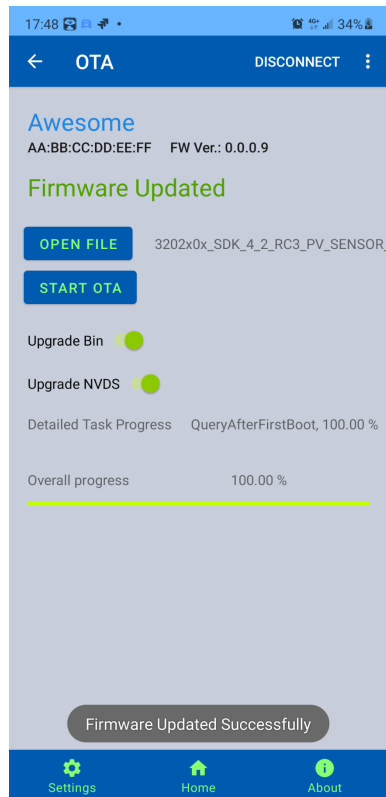 17:48 4G+ 34%
OTA DISCONNECT
Awesome
AA:BB:CC:DD:EE:FF FW Ver.: 0.0.0.9
Firmware Updated
OPEN FILE 3202x0x_SDK_4_2_RC3_PV_SENSOR_
START OTA
Upgrade Bin
Upgrade NVDS
Detailed Task Progress QueryAfterFirstBoot, 100.00 %
Overall progress 100.00 %
Firmware Updated Successfully
Settings Home About